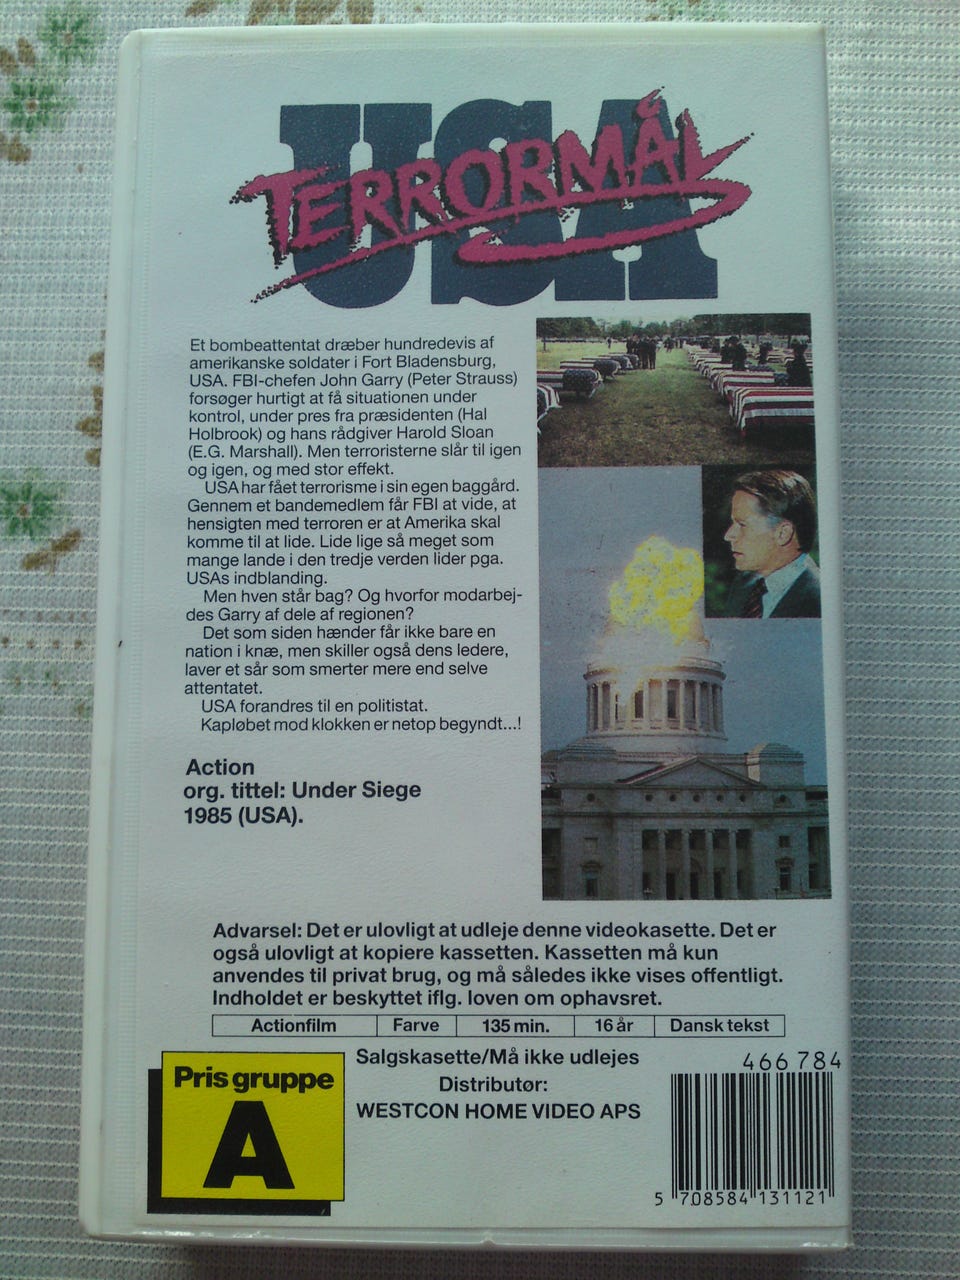 USA
TERRORMÅL
Et bombeattentat dræber hundredevis af
amerikanske soldater i Fort Bladensburg,
USA. FBI-chefen John Garry (Peter Strauss)
forsøger hurtigt at få situationen under
kontrol, under pres fra præsidenten (Hal
Holbrook) og hans rådgiver Harold Sloan
(E.G. Marshall). Men terroristerne slår til igen
og igen, og med stor effekt.
USA har fået terrorisme i sin egen baggård.
Gennem et bandemedlem får FBI at vide, at
hensigten med terroren er at Amerika skal
komme til at lide. Lide lige så meget som
mange lande i den tredje verden lider pga.
USAs indblanding.
Men hven står bag? Og hvorfor modarbej-
des Garry af dele af regionen?
Det som siden hænder får ikke bare en
nation i knæ, men skiller også dens ledere,
laver et sår som smerter mere end selve
attentatet.
USA forandres til en politistat.
Kapløbet mod klokken er netop begyndt...!
Action
org. tittel: Under Siege
1985 (USA).
Advarsel: Det er ulovligt at udleje denne videokasette. Det er
også ulovligt at kopiere kassetten. Kassetten må kun
anvendes til privat brug, og må således ikke vises offentligt.
Indholdet er beskyttet iflg. loven om ophavsret.
Actionfilm Farve 135 min. 16 år Dansk tekst
Pris gruppe
A
Salgskasette/Må ikke udlejes
Distributør:
WESTCON HOME VIDEO APS
466 784
5 708584 131121